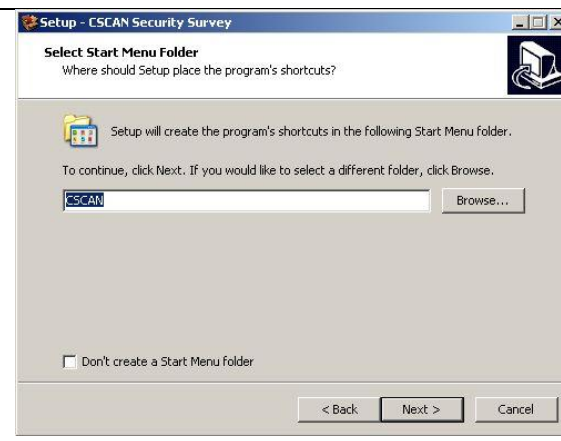 Setup - CSCAN Security Survey
Select Start Menu Folder
Where should Setup place the program's shortcuts?
Setup will create the program's shortcuts in the following Start Menu folder.
To continue, click Next. If you would like to select a different folder, click Browse.
CSCAN
Browse...
Don't create a Start Menu folder
< Back
Next >
Cancel